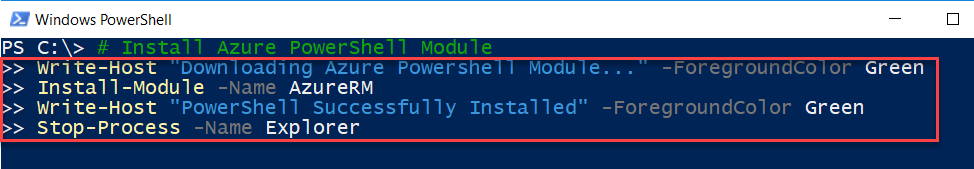 Windows PowerShell
PS C:\> # Install Azure PowerShell Module
>> Write-Host "Downloading Azure Powershell Module..." -ForegroundColor Green
>> Install-Module -Name AzureRM
>> Write-Host "PowerShell Successfully Installed" -ForegroundColor Green
>> Stop-Process -Name Explorer